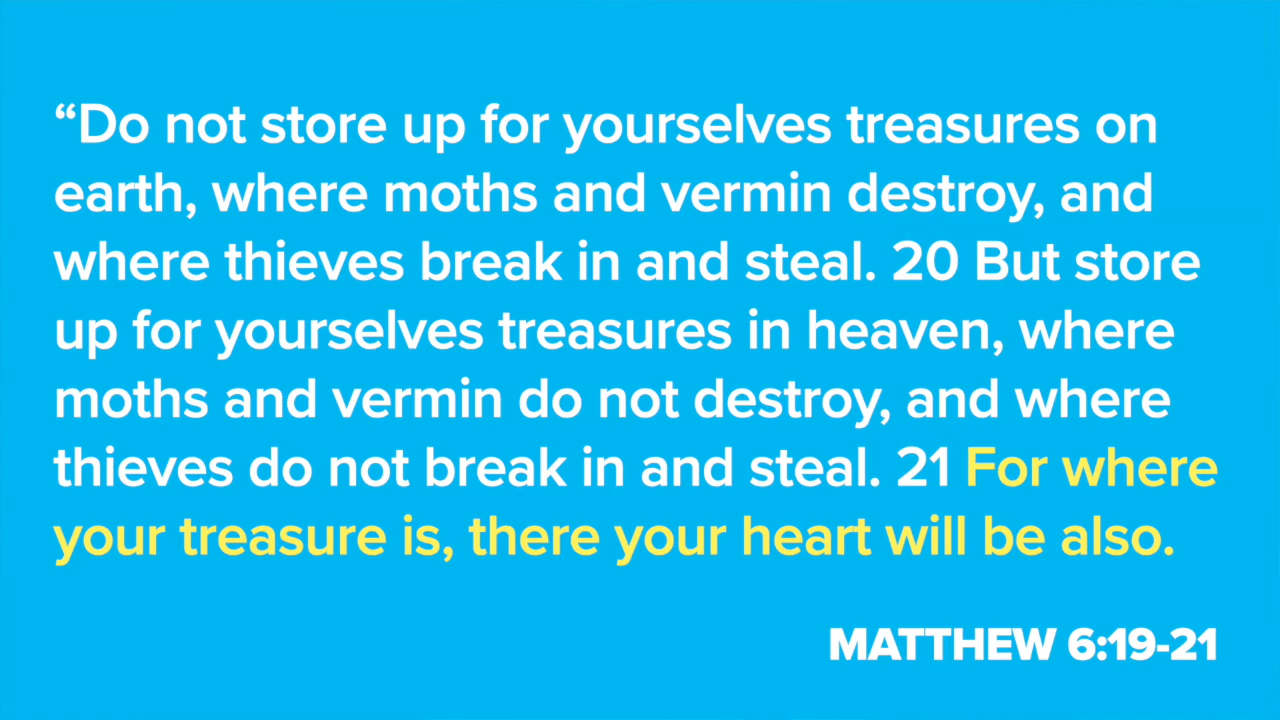 “Do not store up for yourselves treasures on
earth, where moths and vermin destroy, and
where thieves break in and steal. 20 But store
up for yourselves treasures in heaven, where
moths and vermin do not destroy, and where
thieves do not break in and steal. 21 For where
your treasure is, there your heart will be also.
MATTHEW 6:19-21